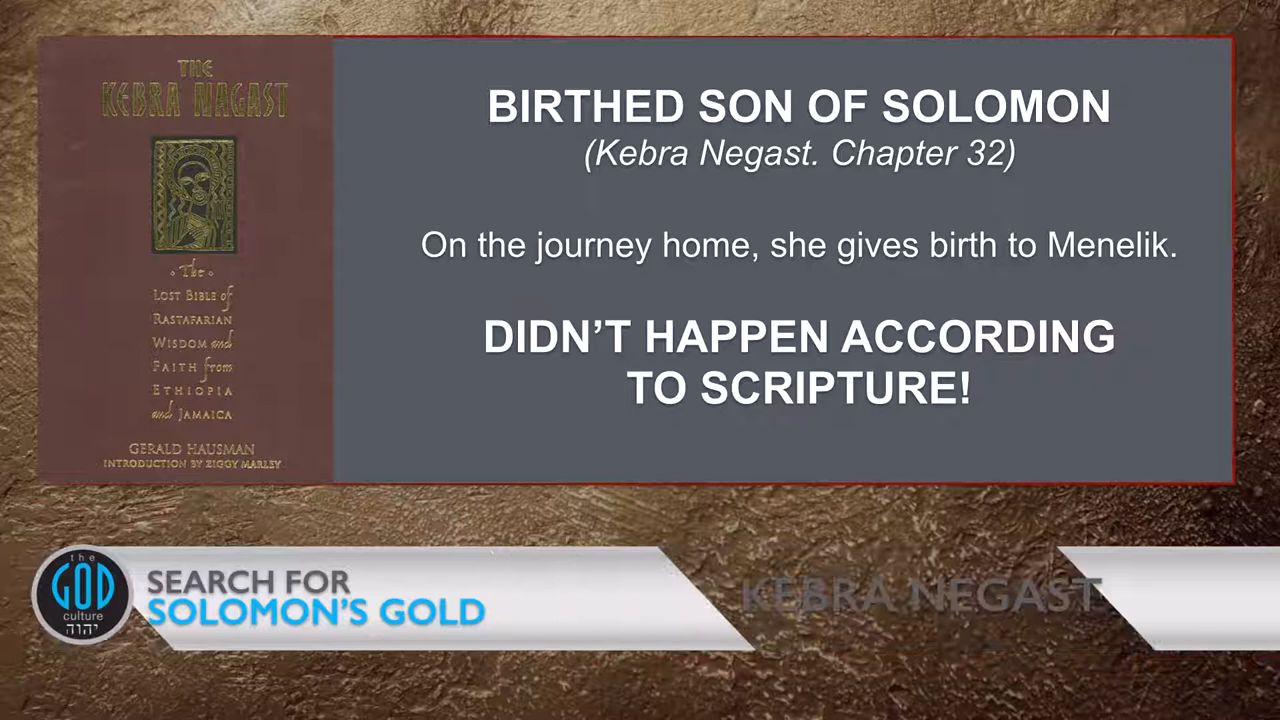 THE
KEBRA NAGAST
• The •
LOST BIBLE of
RASTAFARIAN
WISDOM and
FAITH from
ETHIOPIA
and JAMAICA
GERALD HAUSMAN
INTRODUCTION BY ZIGGY MARLEY
BIRTHED SON OF SOLOMON
(Kebra Negast. Chapter 32)
On the journey home, she gives birth to Menelik.
DIDN’T HAPPEN ACCORDING
TO SCRIPTURE!
the
GOD
culture
יהוה
SEARCH FOR
SOLOMON’S GOLD
KEBRA NEGAST